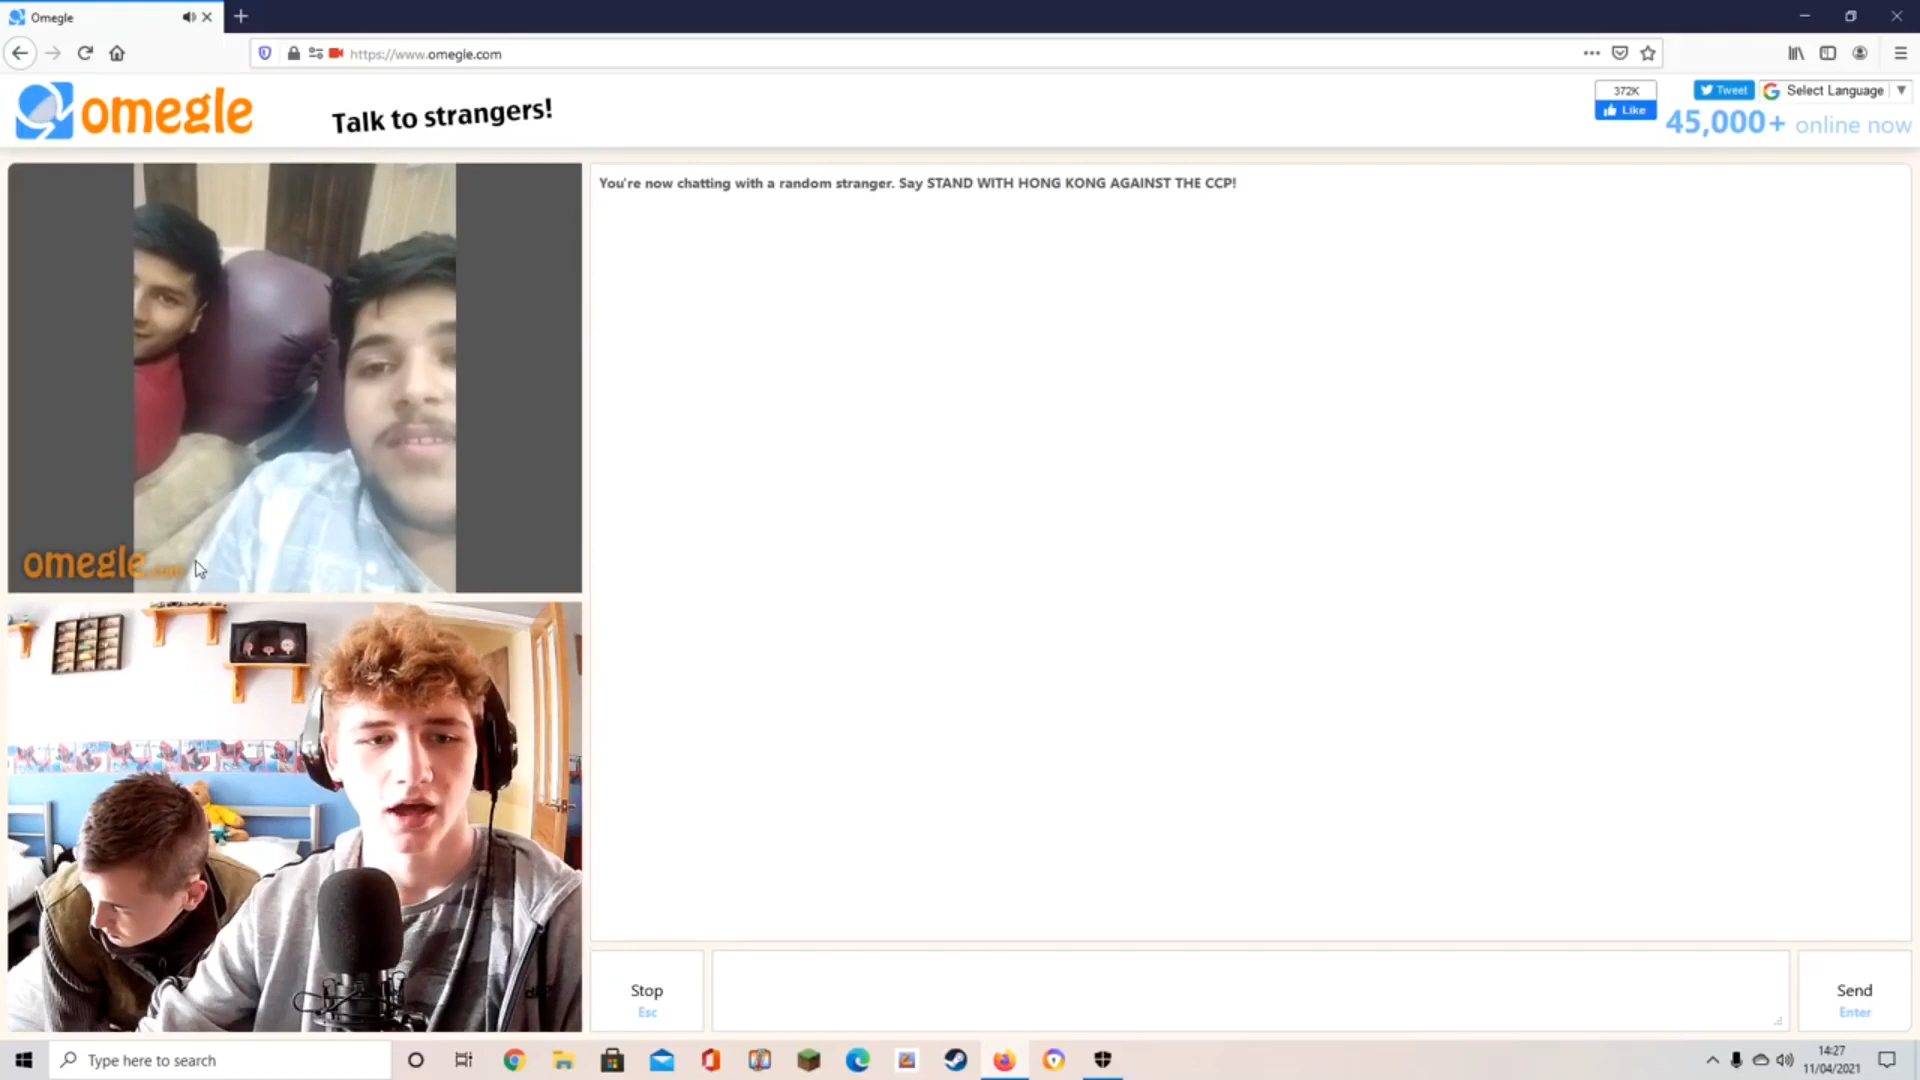 Omegle
https://www.omegle.com
omegle
Talk to strangers!
372K
Like
Tweet
Select Language
45,000+ online now
You're now chatting with a random stranger. Say STAND WITH HONG KONG AGAINST THE CCP!
omegle.com
Stop
Esc
Send
Enter
Type here to search
14:27
11/04/2021